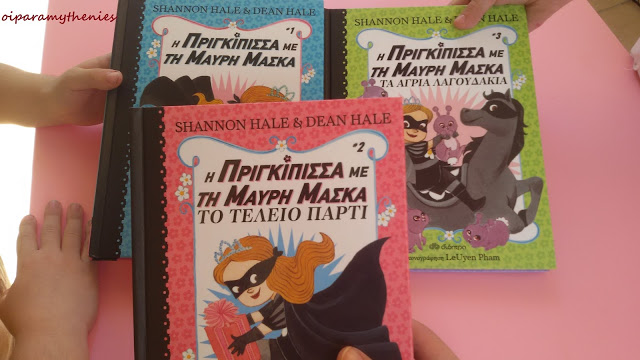 oiparamythenies
SHANNON HALE & DEAN HALE
#1
Η ΠΡΙΓΚΙΠΙΣΣΑ ΜΕ
ΤΗ ΜΑΥΡΗ ΜΑΣΚΑ
SHANNON HALE & DEAN HALE
#3
Η ΠΡΙΓΚΙΠΙΣΣΑ ΜΕ
ΤΗ ΜΑΥΡΗ ΜΑΣΚΑ
ΤΑ ΑΓΡΙΑ ΛΑΓΟΥΔΑΚΙΑ
διόπτρα
LeUyen Pham
SHANNON HALE & DEAN HALE
#2
Η ΠΡΙΓΚΙΠΙΣΣΑ ΜΕ
ΤΗ ΜΑΥΡΗ ΜΑΣΚΑ
ΤΟ ΤΕΛΕΙΟ ΠΑΡΤΙ